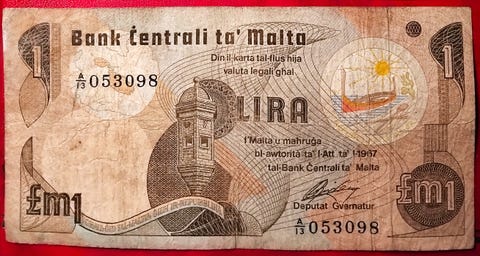 Bank Ċentrali ta' Malta
1
1
Din il-karta tal-flus hija
valuta legali għal
A/13 053098
LIRA
f'Malta u maħruġa
bl-awtorità ta' l-Att ta' l-1967
tal-Bank Ċentrali ta' Malta
£m1
£m1
Deputat Gvernatur
A/13 053098